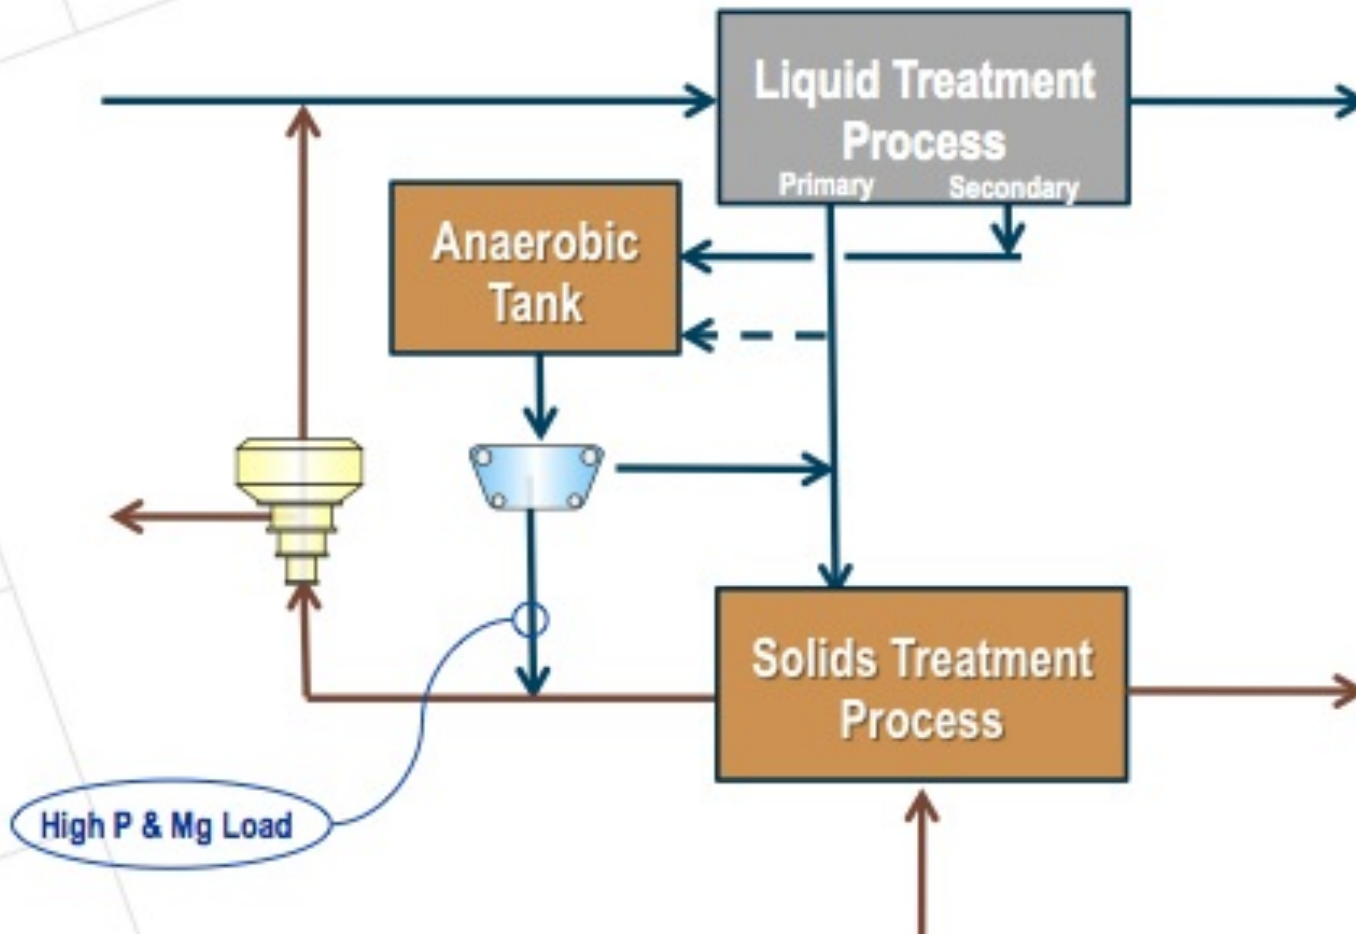 Liquid Treatment
Process
Primary Secondary
Anaerobic
Tank
Solids Treatment
Process
High P & Mg Load